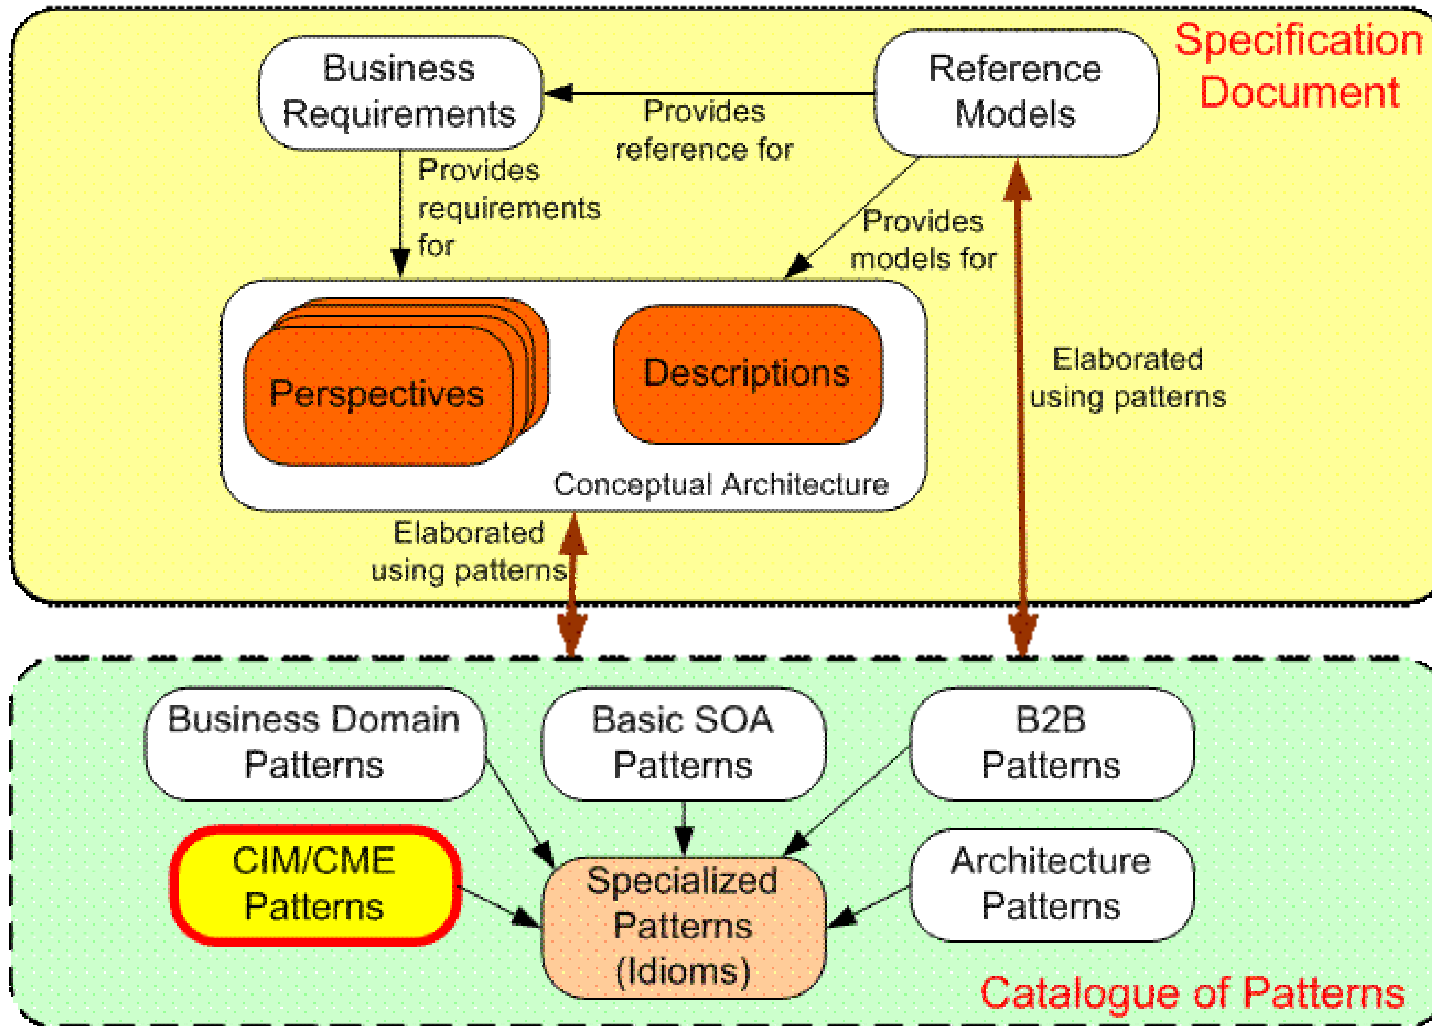 Specification
Document
Business
Requirements
Reference
Models
Provides
reference for
Provides
requirements
for
Provides
models for
Perspectives
Descriptions
Conceptual Architecture
Elaborated
using patterns
Elaborated
using patterns
Business Domain
Patterns
Basic SOA
Patterns
B2B
Patterns
CIM/CME
Patterns
Specialized
Patterns
(Idioms)
Architecture
Patterns
Catalogue of Patterns